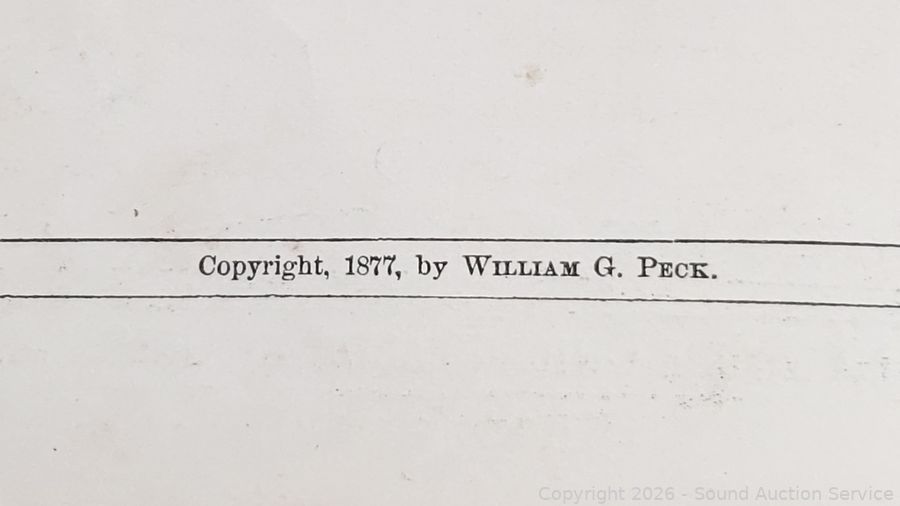 Copyright, 1877, by WILLIAM G. PECK.
Copyright 2026 - Sound Auction Service